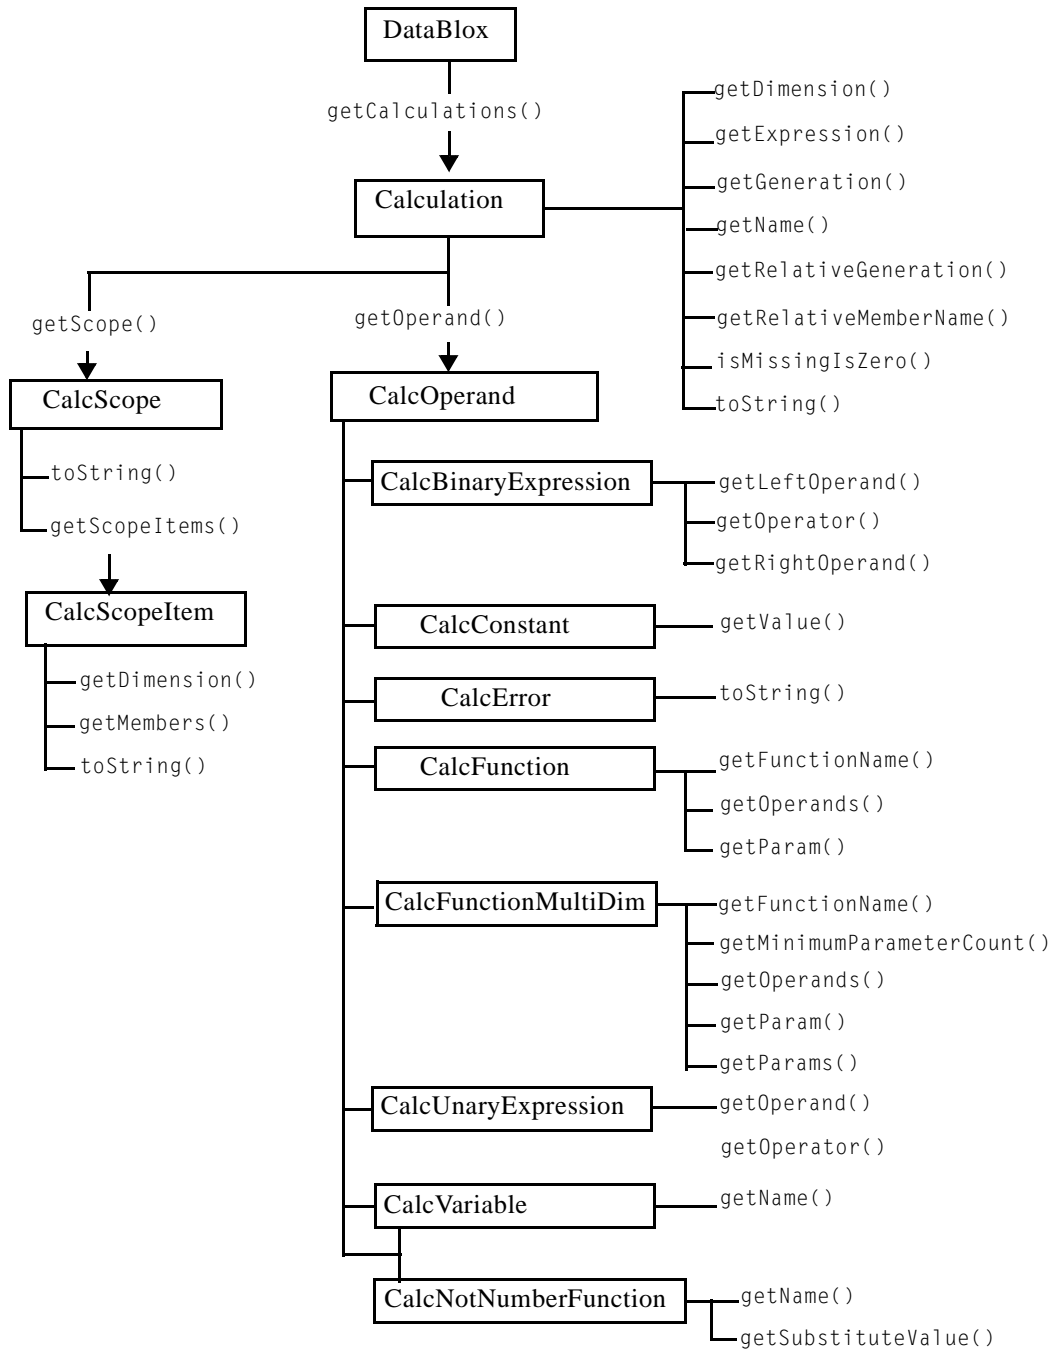 DataBlox
getCalculations()
Calculation
getDimension()
getExpression()
getGeneration()
getName()
getRelativeGeneration()
getRelativeMemberName()
isMissingIsZero()
toString()
getScope()
getOperand()
CalcScope
toString()
getScopeItems()
CalcScopeItem
getDimension()
getMembers()
toString()
CalcOperand
CalcBinaryExpression
getLeftOperand()
getOperator()
getRightOperand()
CalcConstant
getValue()
CalcError
toString()
CalcFunction
getFunctionName()
getOperands()
getParam()
CalcFunctionMultiDim
getFunctionName()
getMinimumParameterCount()
getOperands()
getParam()
getParams()
CalcUnaryExpression
getOperand()
getOperator()
CalcVariable
getName()
CalcNotNumberFunction
getName()
getSubstituteValue()